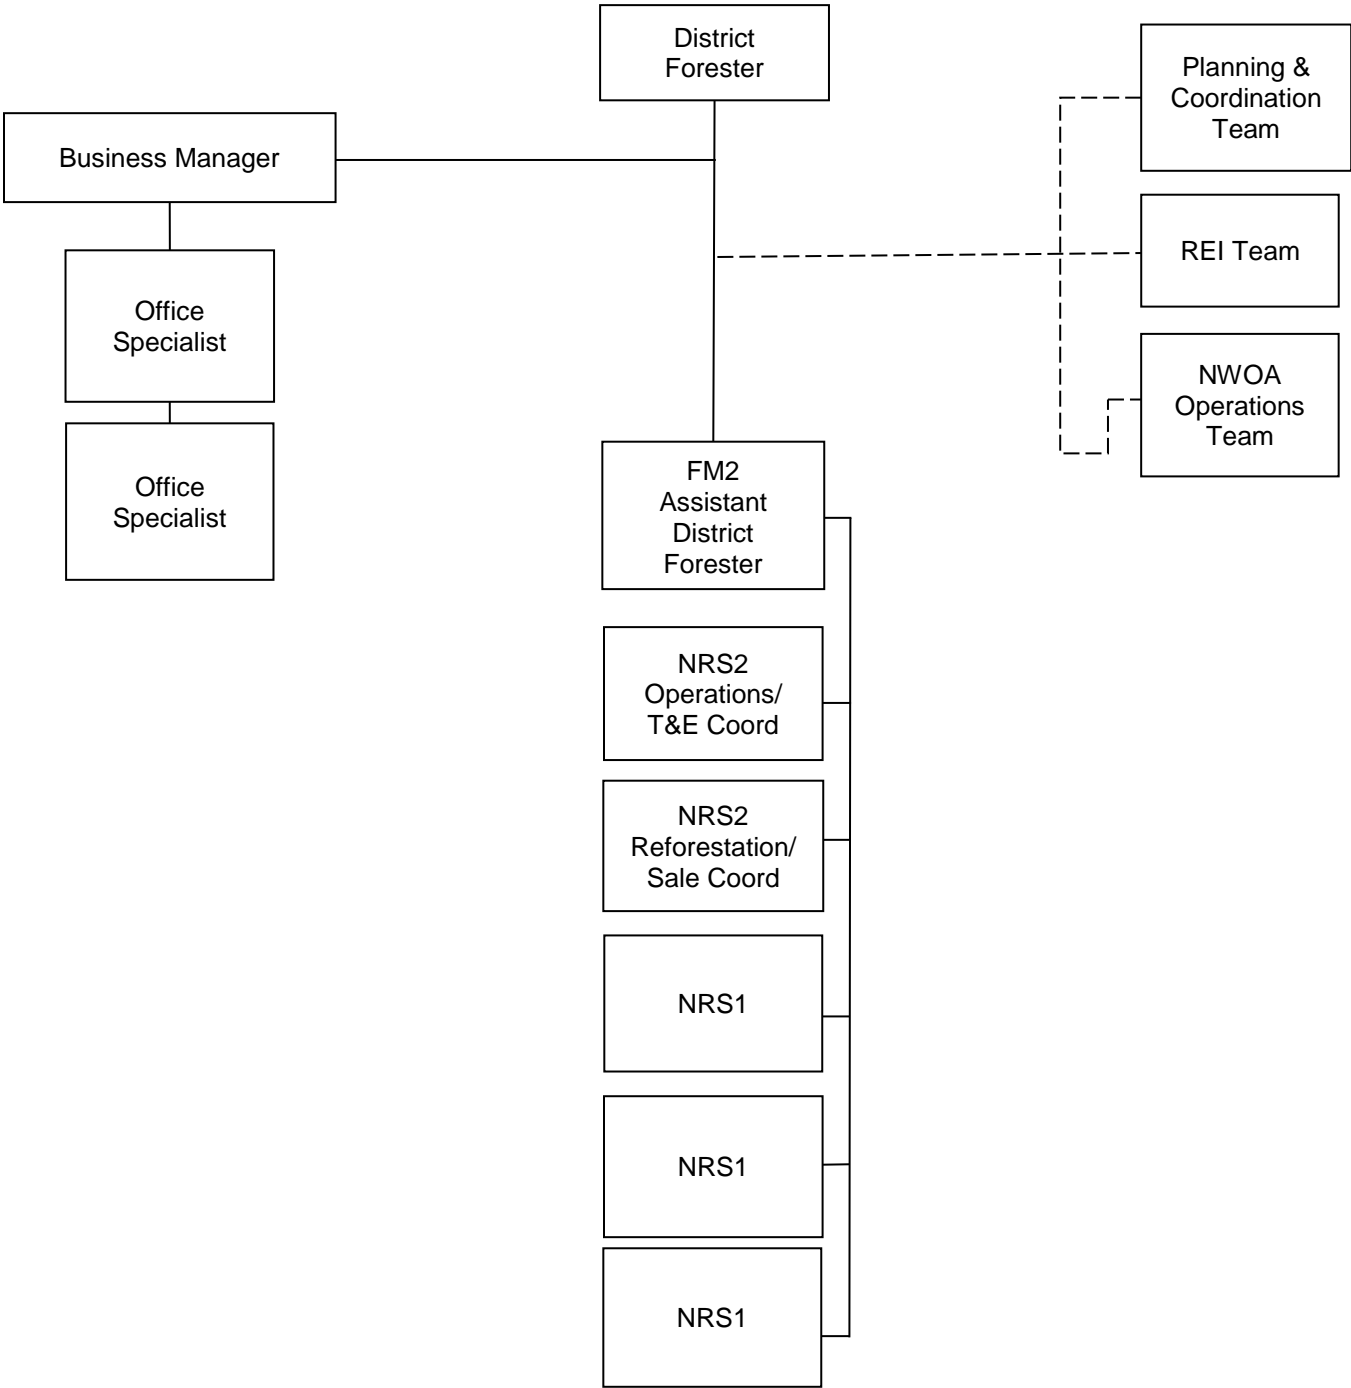 District
Forester
Planning &
Coordination
Team
Business Manager
REI Team
Office
Specialist
NWOA
Operations
Team
Office
Specialist
FM2
Assistant
District
Forester
NRS2
Operations/
T&E Coord
NRS2
Reforestation/
Sale Coord
NRS1
NRS1
NRS1